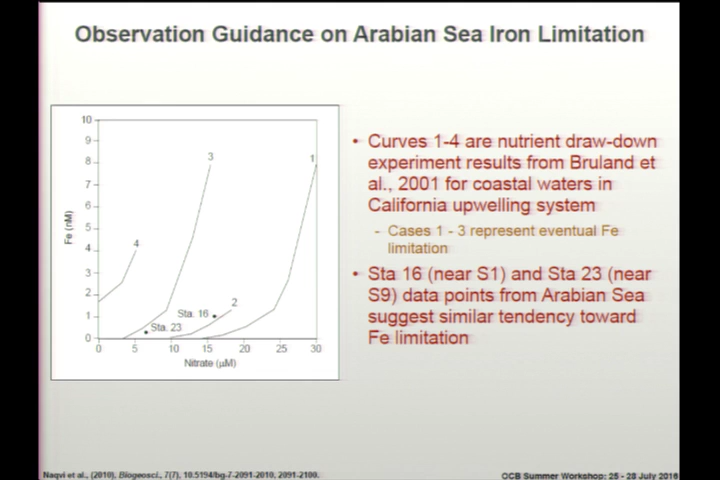 Observation Guidance on Arabian Sea Iron Limitation
10
9
8
7
6
5
4
3
2
1
0
Fe (nM)
3
1
4
2
Sta. 16
Sta. 23
0
5
10
15
20
25
30
Nitrate (µM)
• Curves 1-4 are nutrient draw-down
experiment results from Bruland et
al., 2001 for coastal waters in
California upwelling system
- Cases 1 - 3 represent eventual Fe
limitation
• Sta 16 (near S1) and Sta 23 (near
S9) data points from Arabian Sea
suggest similar tendency toward
Fe limitation
Naqvi et al., (2010), Biogeosci., 7(7), 10.5194/bg-7-2091-2010, 2091-2100.
OCB Summer Workshop: 25 - 28 July 2016